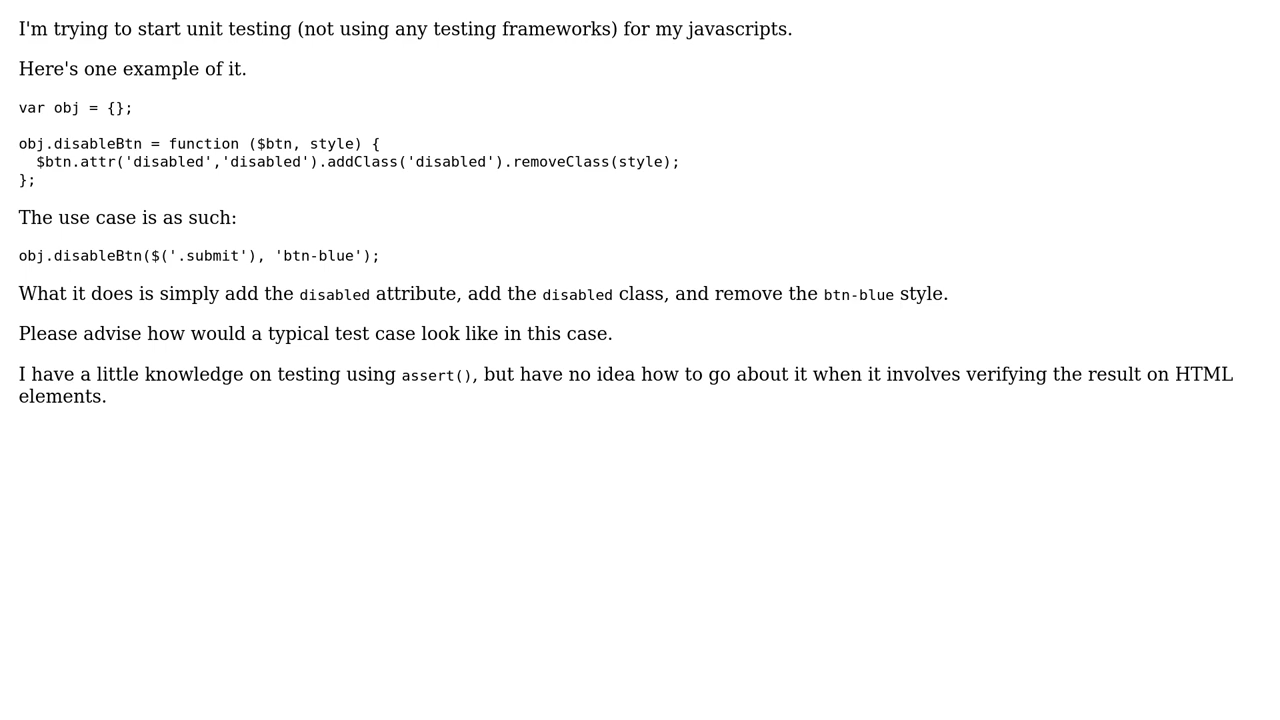 I'm trying to start unit testing (not using any testing frameworks) for my javascripts.
Here's one example of it.
var obj = {};
obj.disableBtn = function ($btn, style) {
  $btn.attr('disabled','disabled').addClass('disabled').removeClass(style);
};
The use case is as such:
obj.disableBtn($('.submit'), 'btn-blue');
What it does is simply add the disabled attribute, add the disabled class, and remove the btn-blue style.
Please advise how would a typical test case look like in this case.
I have a little knowledge on testing using assert(), but have no idea how to go about it when it involves verifying the result on HTML
elements.